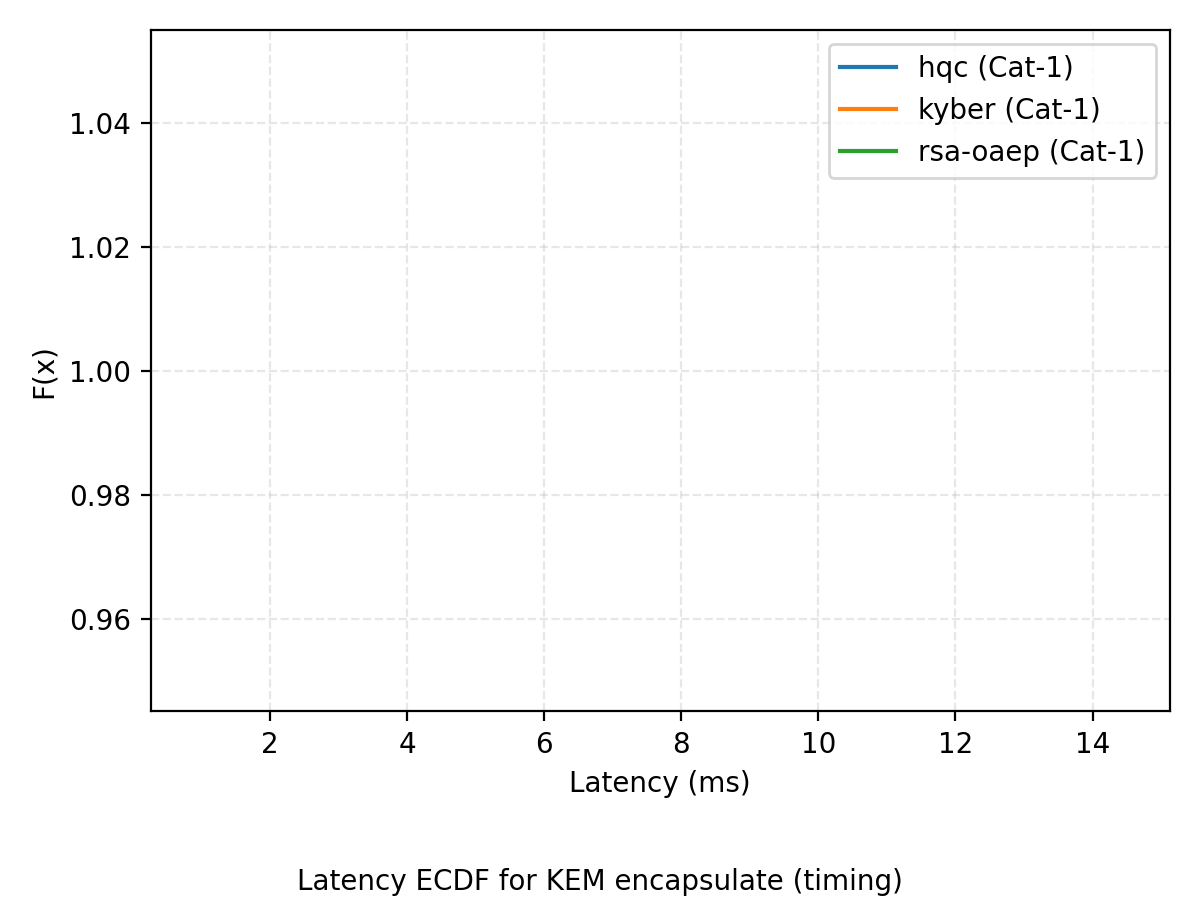 hqc (Cat-1)
kyber (Cat-1)
rsa-oaep (Cat-1)
1.04
1.02
1.00
0.98
0.96
F(x)
2 4 6 8 10 12 14
Latency (ms)
Latency ECDF for KEM encapsulate (timing)